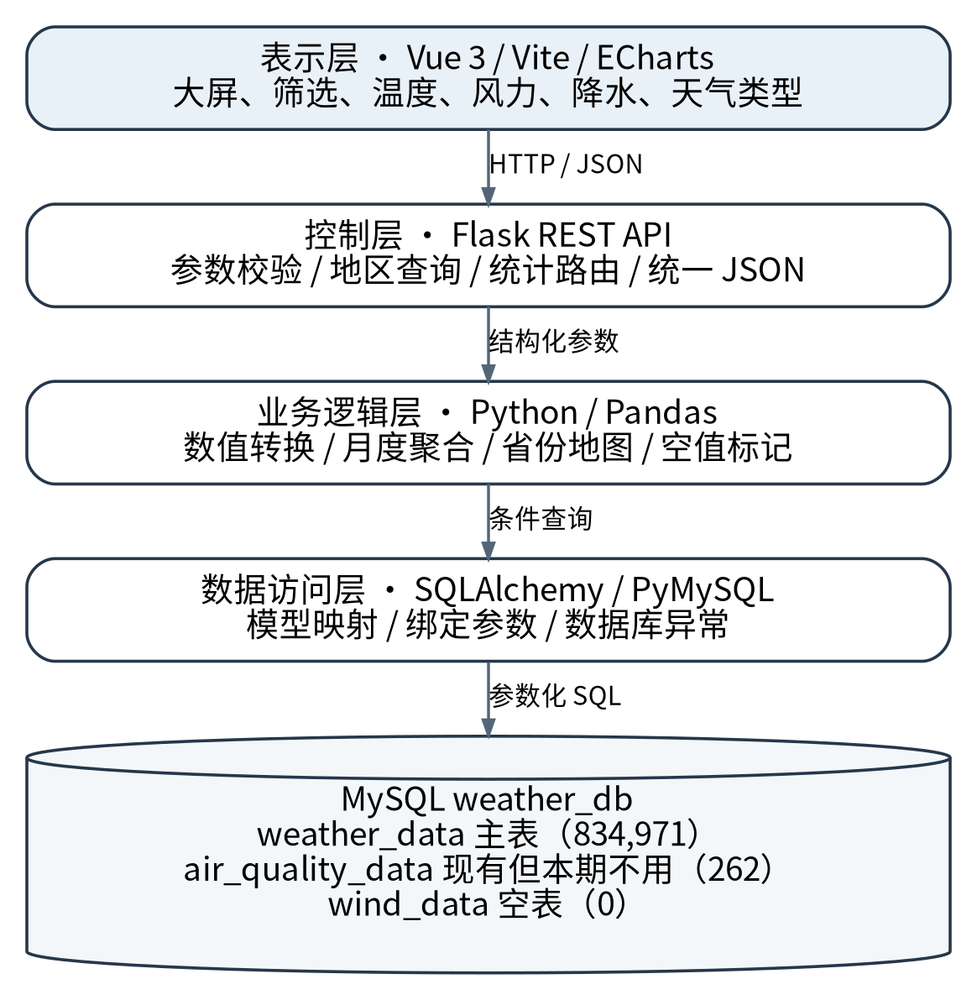 表示层 · Vue 3 / Vite / ECharts
大屏、筛选、温度、风力、降水、天气类型
HTTP / JSON
控制层 · Flask REST API
参数校验 / 地区查询 / 统计路由 / 统一 JSON
结构化参数
业务逻辑层 · Python / Pandas
数值转换 / 月度聚合 / 省份地图 / 空值标记
条件查询
数据访问层 · SQLAlchemy / PyMySQL
模型映射 / 绑定参数 / 数据库异常
参数化 SQL
MySQL weather_db
weather_data 主表（834,971）
air_quality_data 现有但本期不用（262）
wind_data 空表（0）